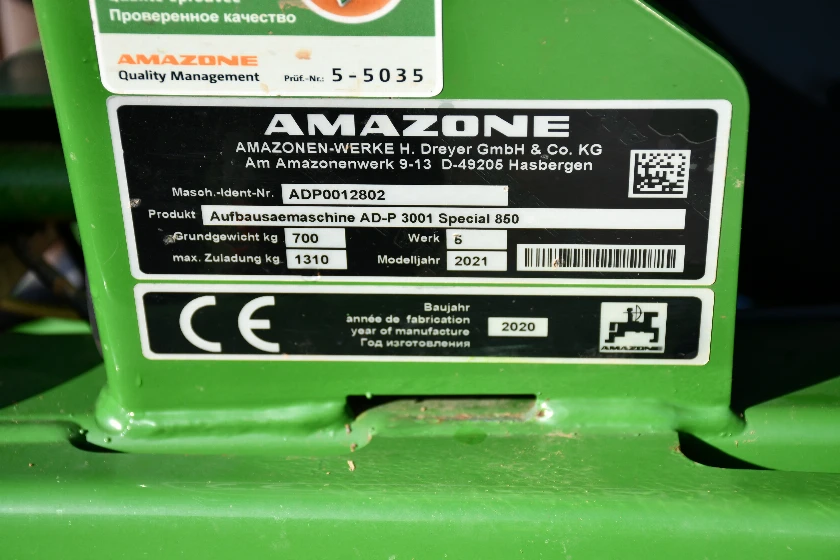 Проверенное качество
AMAZONE
Quality Management Prüf.-Nr.: 5-5035
AMAZONE
AMAZONEN-WERKE H. Dreyer GmbH & Co. KG
Am Amazonenwerk 9-13 D-49205 Hasbergen
Masch.-Ident-Nr. ADP0012802
Produkt Aufbausaemaschine AD-P 3001 Special 850
Grundgewicht kg 700 Werk 5
max. Zuladung kg 1310 Modelljahr 2021
CE
Baujahr
année de fabrication
year of manufacture
Год изготовления
2020
AMAZONE